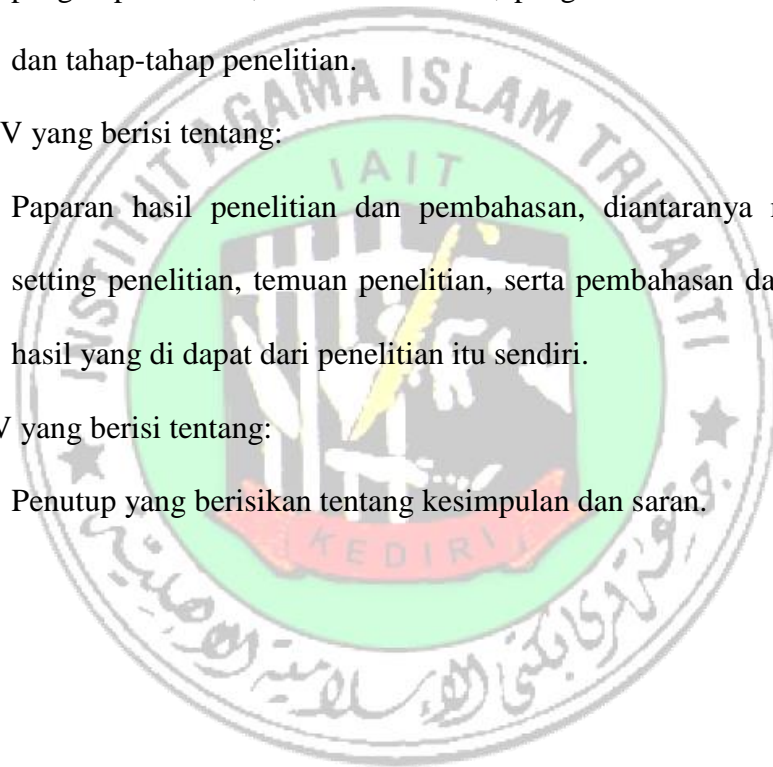 dan tahap-tahap penelitian.
V yang berisi tentang:
Paparan hasil penelitian dan pembahasan, diantaranya
setting penelitian, temuan penelitian, serta pembahasan
hasil yang di dapat dari penelitian itu sendiri.
V yang berisi tentang:
Penutup yang berisikan tentang kesimpulan dan saran.
INSTITUT AGAMA ISLAM TRIBAKTI
IAIT
KEDIRI